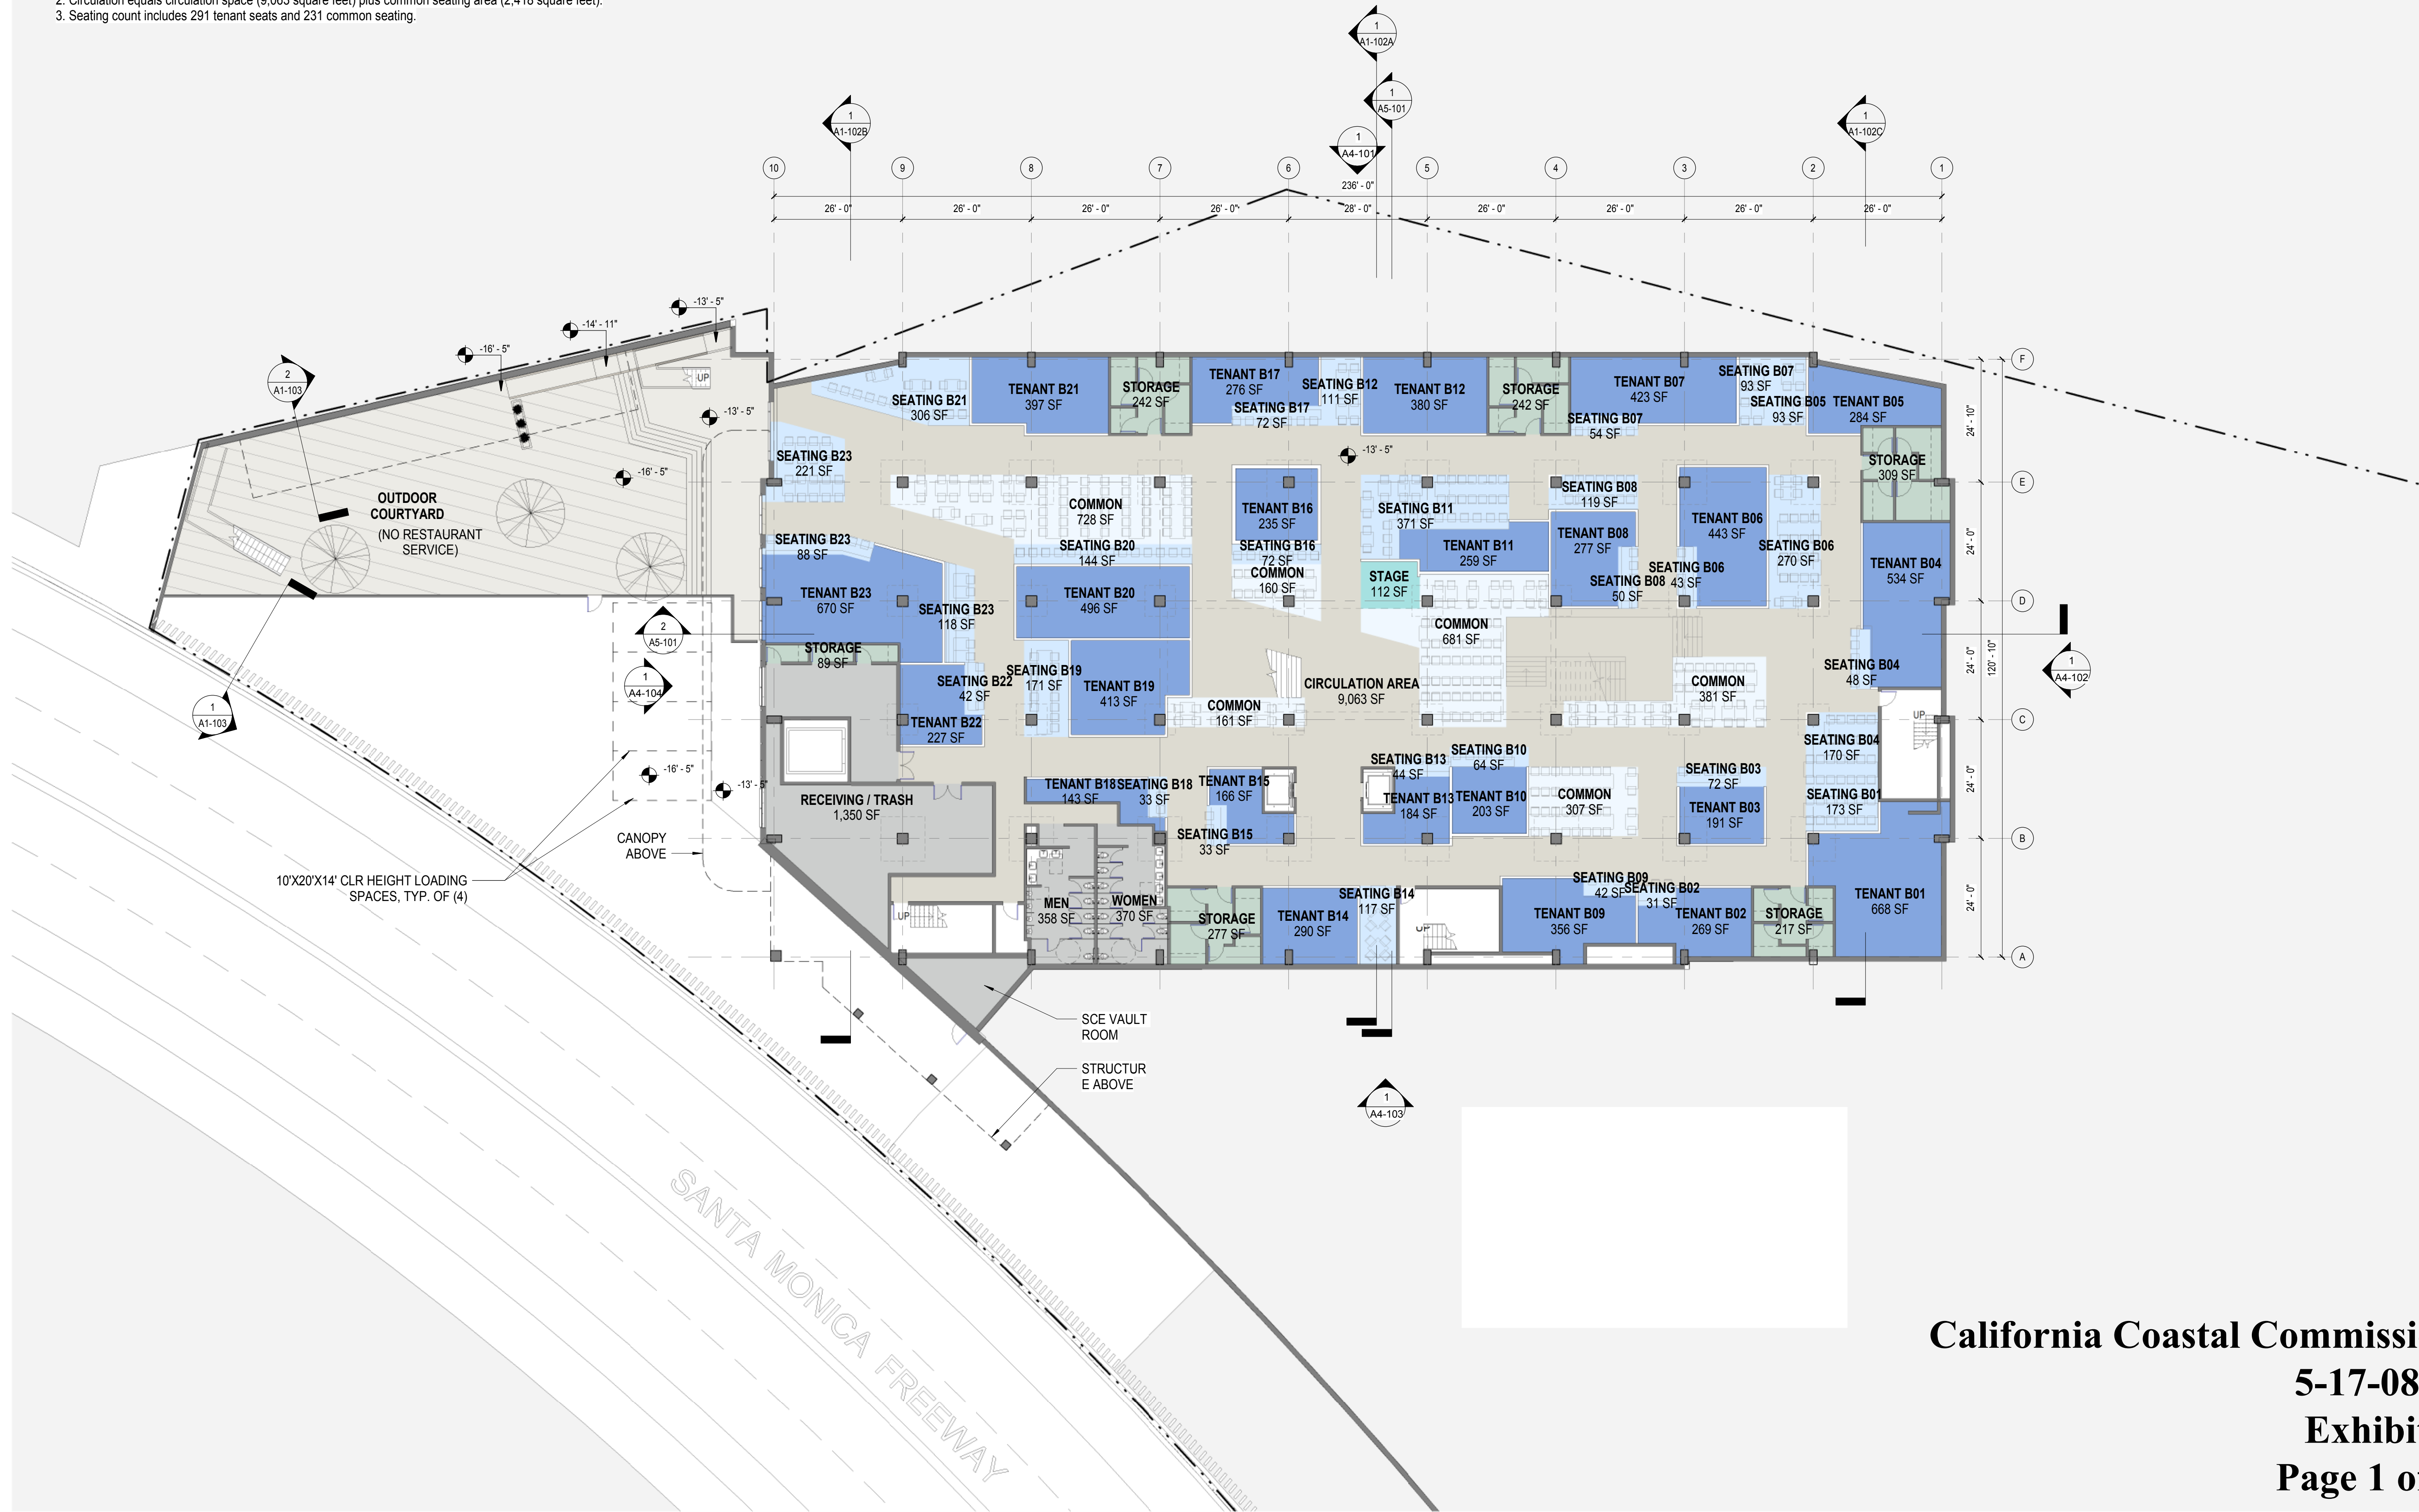 2. Circulation equals circulation space (9,063 square feet) plus common seating area (2,418 square feet).
3. Seating count includes 291 tenant seats and 231 common seating.
1
A1-102A
1
A5-101
1
A1-102B
1
A4-101
1
A1-102C
10
9
8
7
6
5
4
3
2
1
236' - 0"
26' - 0"
26' - 0"
26' - 0"
26' - 0"
28' - 0"
26' - 0"
26' - 0"
26' - 0"
26' - 0"
-13' - 5"
-14' - 11"
-16' - 5"
2
A1-103
UP
-13' - 5"
-16' - 5"
OUTDOOR
COURTYARD
(NO RESTAURANT
SERVICE)
SEATING B21
306 SF
TENANT B21
397 SF
STORAGE
242 SF
TENANT B17
276 SF
SEATING B17
72 SF
SEATING B12
111 SF
TENANT B12
380 SF
STORAGE
242 SF
TENANT B07
423 SF
SEATING B07
54 SF
SEATING B07
93 SF
SEATING B05
93 SF
TENANT B05
284 SF
F
24' - 10"
SEATING B23
221 SF
-13' - 5"
STORAGE
309 SF
E
COMMON
728 SF
TENANT B16
235 SF
SEATING B11
371 SF
SEATING B08
119 SF
TENANT B08
277 SF
TENANT B06
443 SF
SEATING B06
270 SF
SEATING B23
88 SF
SEATING B20
144 SF
SEATING B16
72 SF
COMMON
160 SF
STAGE
112 SF
TENANT B11
259 SF
SEATING B08
50 SF
SEATING B06
43 SF
TENANT B04
534 SF
24' - 0"
D
TENANT B23
670 SF
SEATING B23
118 SF
TENANT B20
496 SF
COMMON
681 SF
2
A5-101
STORAGE
89 SF
1
A4-104
TENANT B22
227 SF
SEATING B22
42 SF
SEATING B19
171 SF
TENANT B19
413 SF
COMMON
161 SF
CIRCULATION AREA
9,063 SF
COMMON
381 SF
SEATING B04
48 SF
24' - 0"
120' - 10"
1
A4-102
C
1
A1-103
UP
SEATING B04
170 SF
-16' - 5"
-13' - 5"
RECEIVING / TRASH
1,350 SF
TENANT B18
143 SF
SEATING B18
33 SF
TENANT B15
166 SF
SEATING B15
33 SF
SEATING B13
44 SF
TENANT B13
184 SF
SEATING B10
64 SF
TENANT B10
203 SF
COMMON
307 SF
SEATING B03
72 SF
TENANT B03
191 SF
SEATING B01
173 SF
24' - 0"
B
CANOPY
ABOVE
10'X20'X14' CLR HEIGHT LOADING
SPACES, TYP. OF (4)
UP
MEN
358 SF
WOMEN
370 SF
STORAGE
277 SF
TENANT B14
290 SF
SEATING B14
117 SF
UP
TENANT B09
356 SF
SEATING B09
42 SF
SEATING B02
31 SF
TENANT B02
269 SF
STORAGE
217 SF
TENANT B01
668 SF
24' - 0"
A
SCE VAULT
ROOM
STRUCTUR
E ABOVE
1
A4-103
SANTA MONICA FREEWAY
California Coastal Commissi
5-17-08
Exhibi
Page 1 o